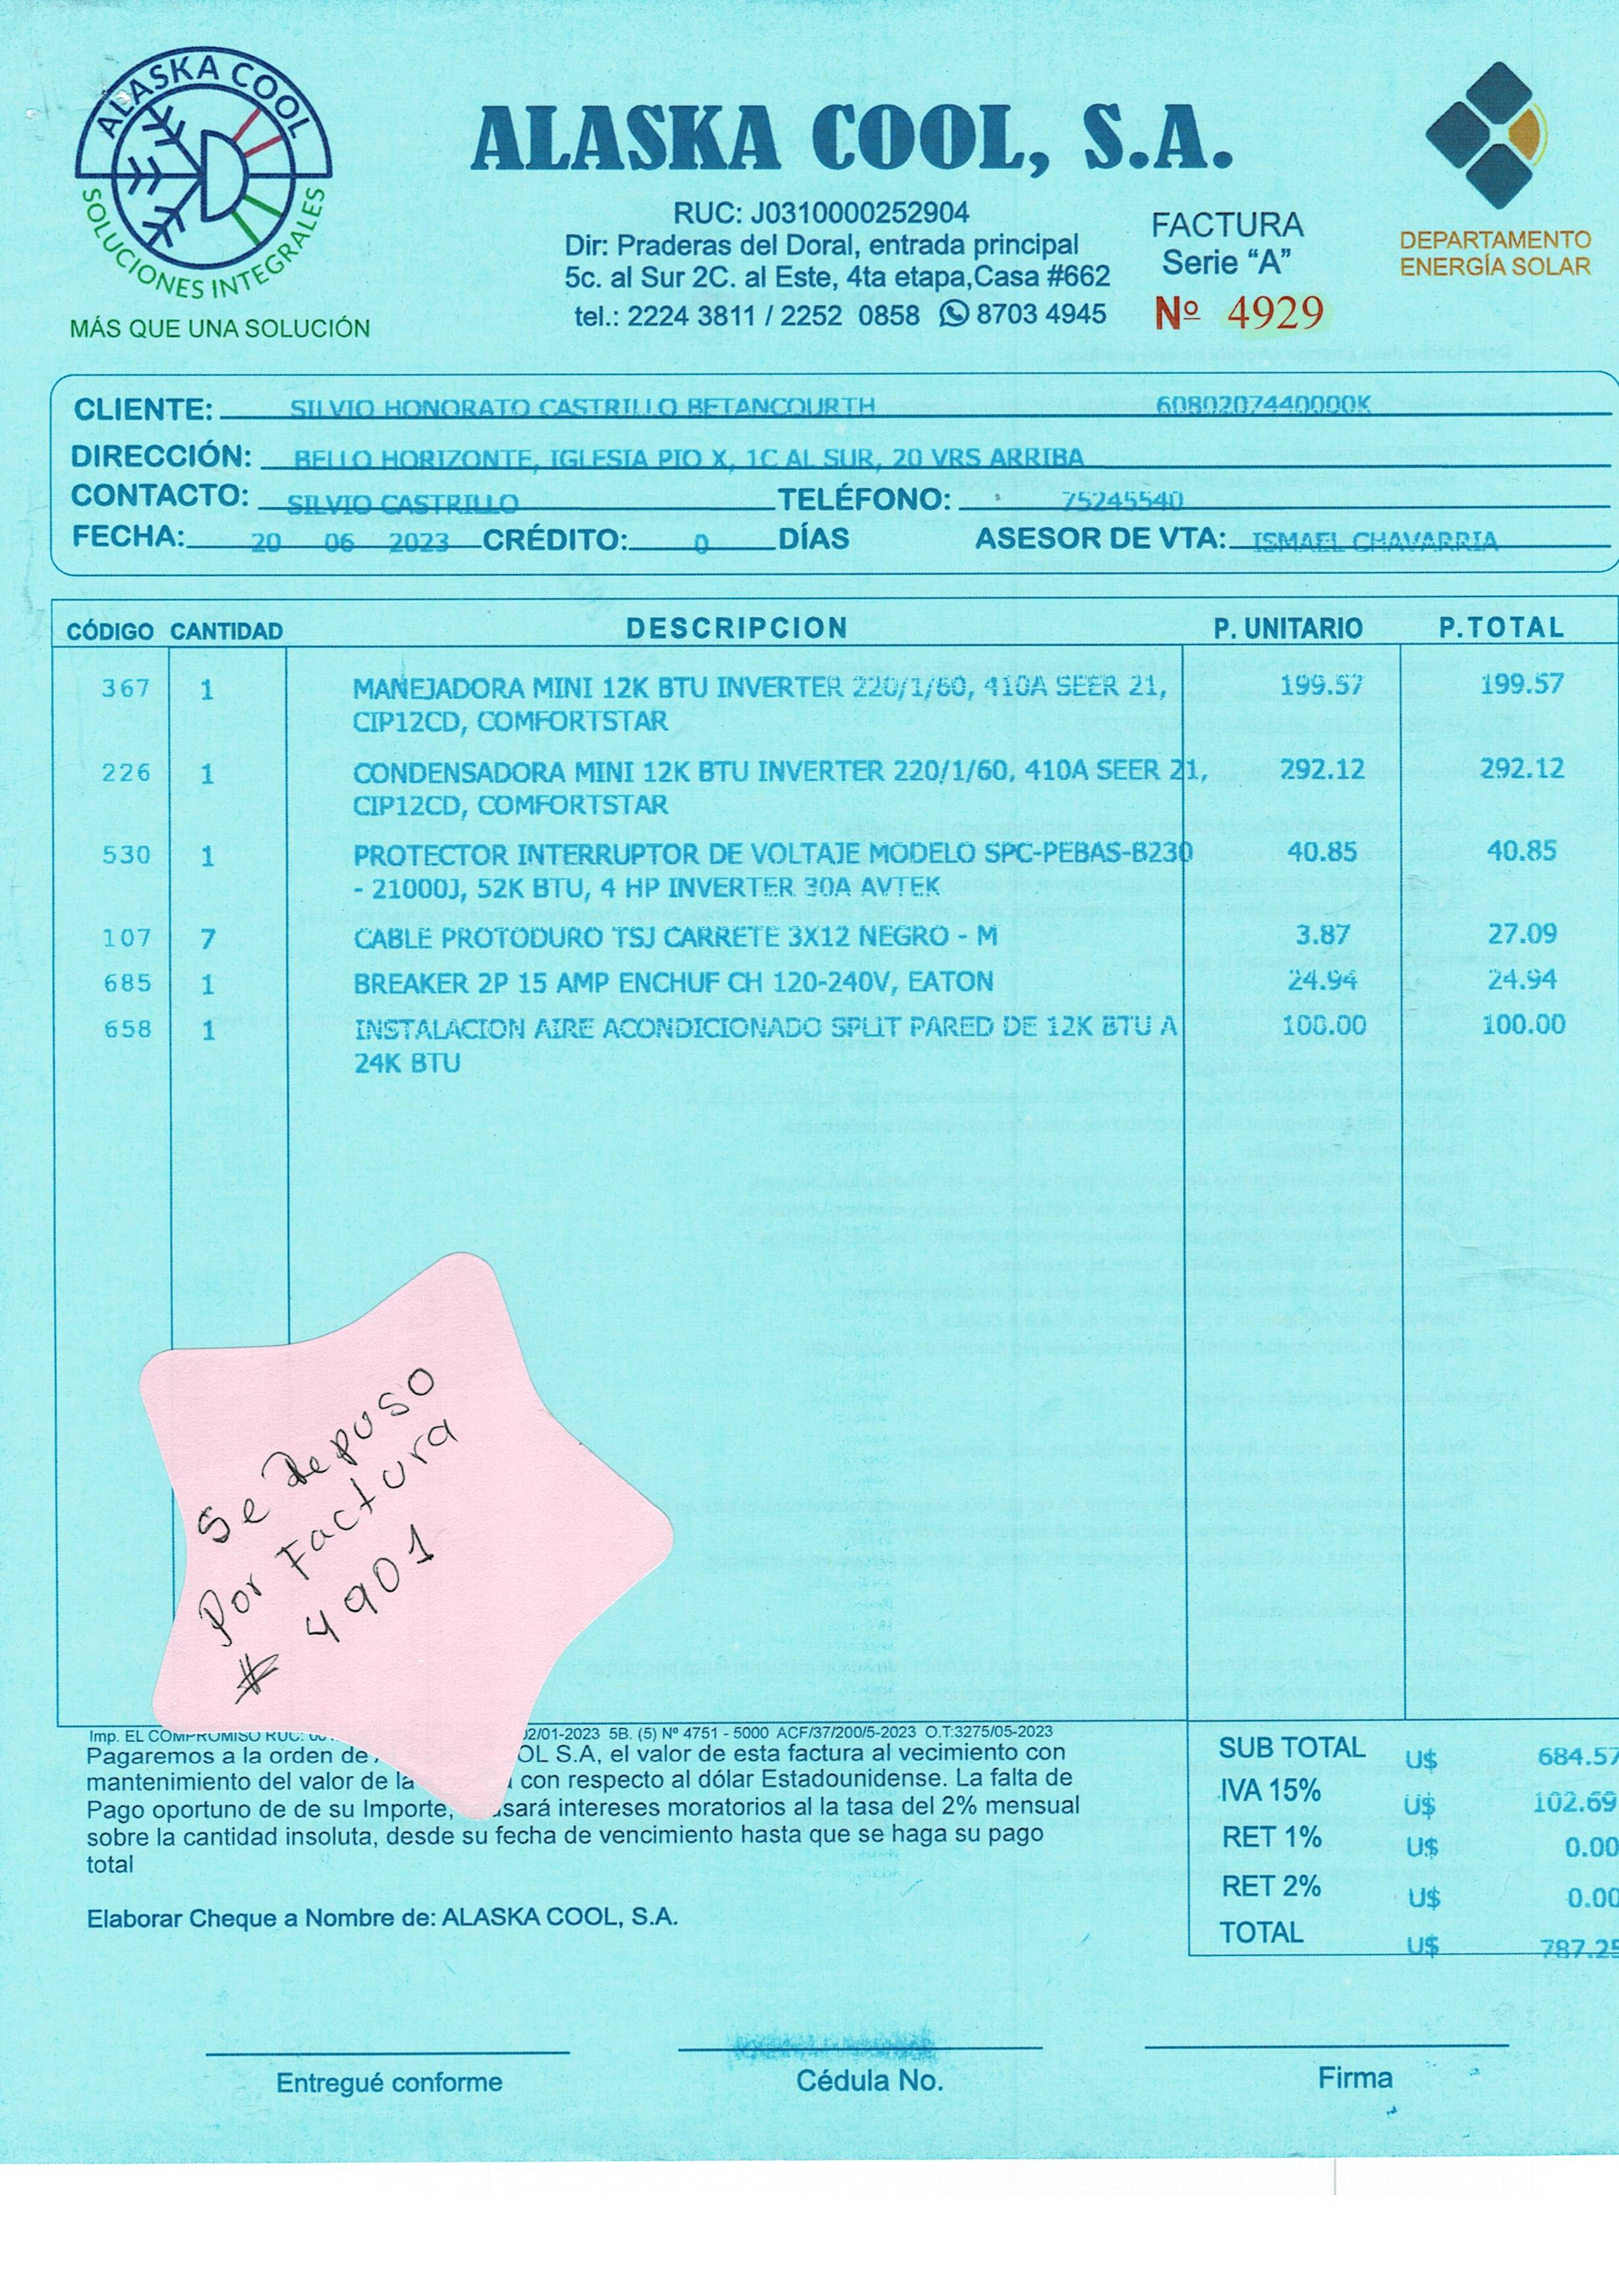 ALASKA COOL
SOLUCIONES INTEGRALES
MÁS QUE UNA SOLUCIÓN
ALASKA COOL, S.A.
RUC: J0310000252904
Dir: Praderas del Doral, entrada principal
5c. al Sur 2C. al Este, 4ta etapa,Casa #662
tel.: 2224 3811 / 2252 0858 8703 4945
FACTURA
Serie "A"
Nº 4929
DEPARTAMENTO
ENERGÍA SOLAR
CLIENTE: SILVIO HONORATO CASTRILLO BETANCOURTH 6080207440000K
DIRECCIÓN: BELLO HORIZONTE, IGLESIA PIO X, 1C AL SUR, 20 VRS ARRIBA
CONTACTO: SILVIO CASTRILLO TELÉFONO: 75245540
FECHA: 20 06 2023 CRÉDITO: 0 DÍAS ASESOR DE VTA: ISMAEL CHAVARRIA
CÓDIGO CANTIDAD DESCRIPCION P. UNITARIO P.TOTAL
367 1 MANEJADORA MINI 12K BTU INVERTER 220/1/60, 410A SEER 21, 199.57 199.57
CIP12CD, COMFORTSTAR
226 1 CONDENSADORA MINI 12K BTU INVERTER 220/1/60, 410A SEER 21, 292.12 292.12
CIP12CD, COMFORTSTAR
530 1 PROTECTOR INTERRUPTOR DE VOLTAJE MODELO SPC-PEBAS-B230 40.85 40.85
- 21000J, 52K BTU, 4 HP INVERTER 30A AVTEK
107 7 CABLE PROTODURO TSJ CARRETE 3X12 NEGRO - M 3.87 27.09
685 1 BREAKER 2P 15 AMP ENCHUF CH 120-240V, EATON 24.94 24.94
658 1 INSTALACION AIRE ACONDICIONADO SPLIT PARED DE 12K BTU A 100.00 100.00
24K BTU
Se Depuso
Por Factura
# 4901
Imp. EL COMPROMISO RUC: 02/01-2023 5B. (5) Nº 4751 - 5000 ACF/37/200/5-2023 O.T:3275/05-2023
Pagaremos a la orden de OL S.A, el valor de esta factura al vecimiento con
mantenimiento del valor de la con respecto al dólar Estadounidense. La falta de
Pago oportuno de de su Importe, usará intereses moratorios al la tasa del 2% mensual
sobre la cantidad insoluta, desde su fecha de vencimiento hasta que se haga su pago
total
Elaborar Cheque a Nombre de: ALASKA COOL, S.A.
SUB TOTAL U$ 684.57
IVA 15% U$ 102.69
RET 1% U$ 0.00
RET 2% U$ 0.00
TOTAL U$ 787.25
Entregué conforme
Cédula No.
Firma